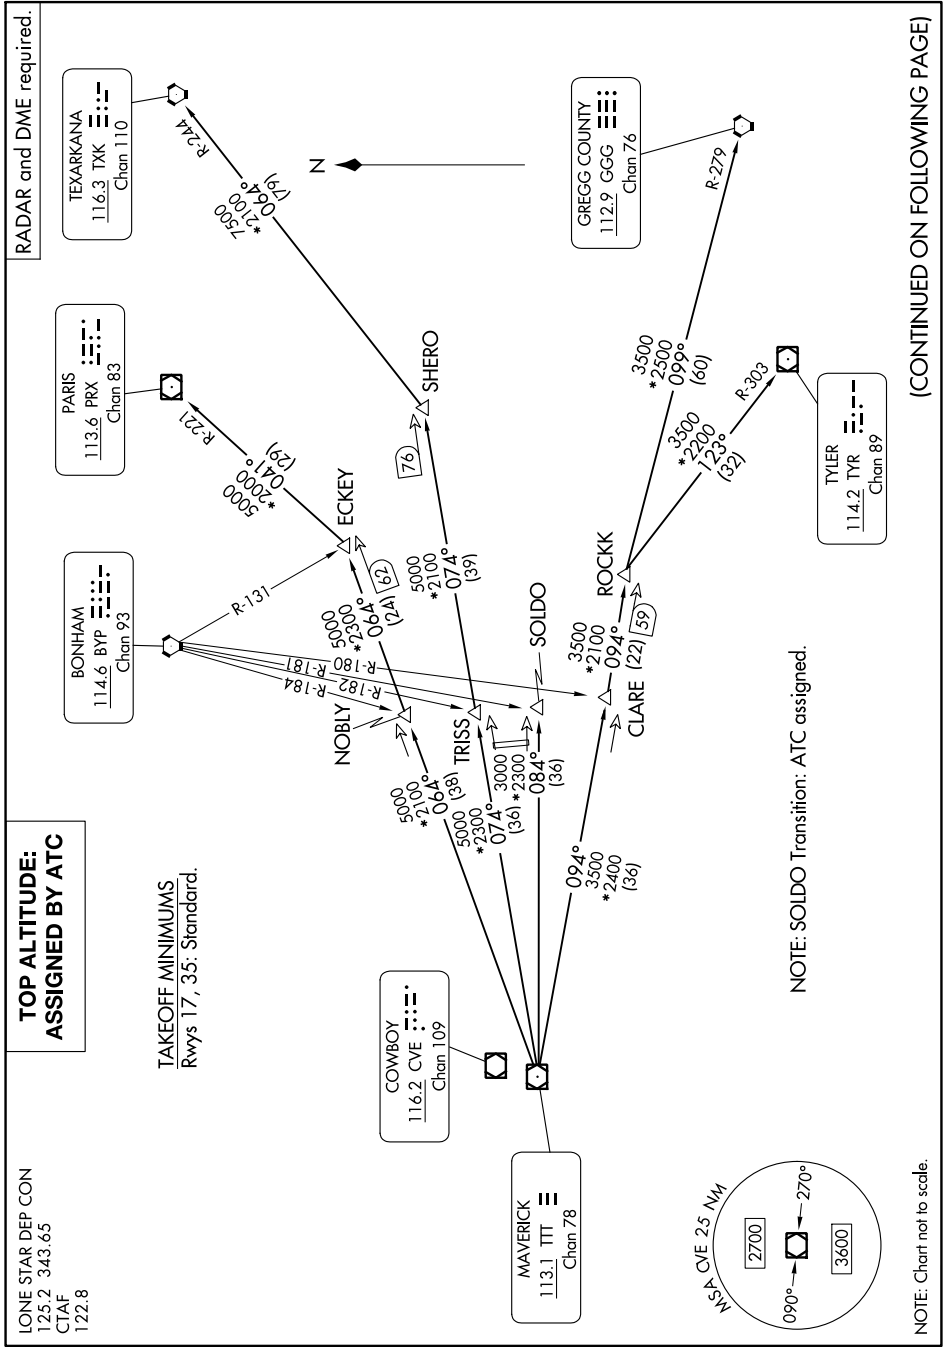 RADAR and DME required.
TOP ALTITUDE:
ASSIGNED BY ATC
LONE STAR DEP CON
125.2 343.65
CTAF
122.8
TAKEOFF MINIMUMS
Rwys 17, 35: Standard.
TEXARKANA
116.3 TXK
Chan 110
PARIS
113.6 PRX
Chan 83
BONHAM
114.6 BYP
Chan 93
COWBOY
116.2 CVE
Chan 109
MAVERICK
113.1 TTT
Chan 78
GREGG COUNTY
112.9 GGG
Chan 76
TYLER
114.2 TYR
Chan 89
N
R-244
7500
*2100
064°
(79)
R-221
5000
*2000
041°
(29)
R-131
R-180
R-181
R-182
R-184
ECKEY
62
5000
*2300
064°
(24)
NOBLY
5000
*2100
064°
(38)
SHERO
76
5000
*2100
074°
(39)
TRISS
5000
*2300
074°
(36)
SOLDO
3000
*2300
084°
(36)
ROCKK
59
3500
*2100
094°
(22)
CLARE
094°
3500
*2400
(36)
R-279
3500
*2500
099°
(60)
R-303
3500
*2200
123°
(32)
NOTE: SOLDO Transition: ATC assigned.
MSA CVE 25 NM
2700
3600
090°
270°
NOTE: Chart not to scale.
(CONTINUED ON FOLLOWING PAGE)